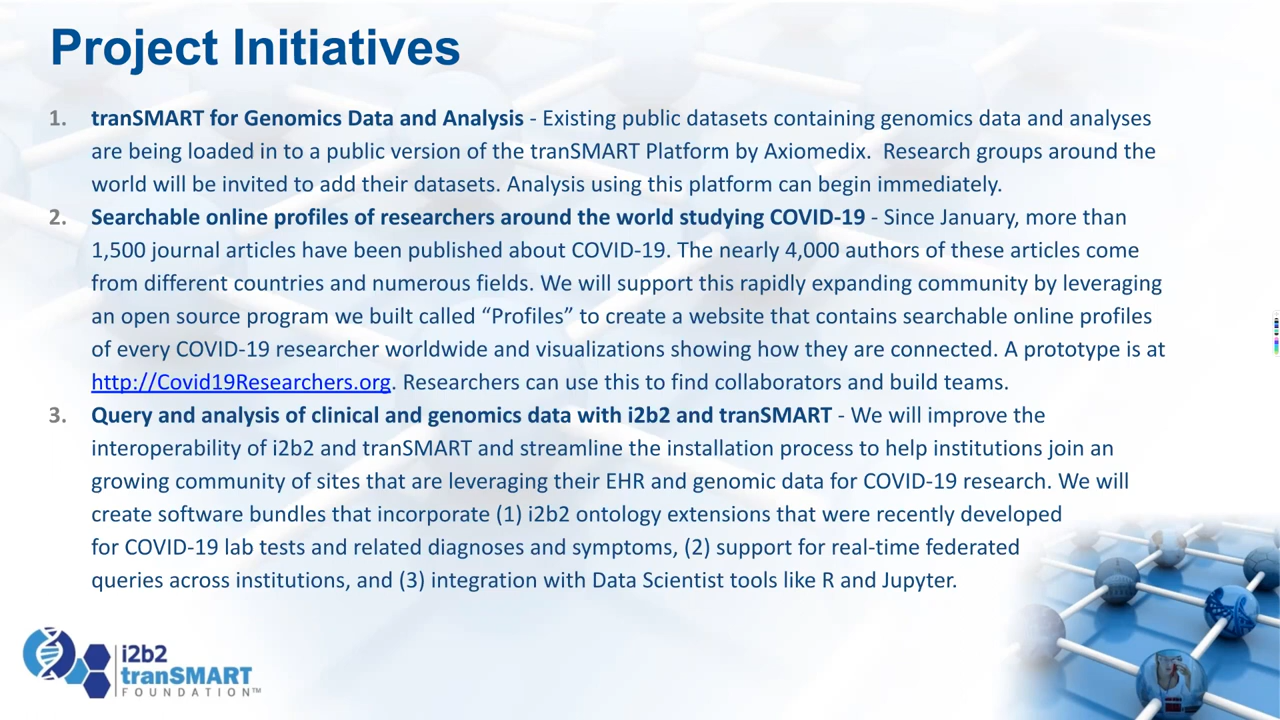 Project Initiatives
1. tranSMART for Genomics Data and Analysis - Existing public datasets containing genomics data and analyses
are being loaded in to a public version of the tranSMART Platform by Axiomedix.  Research groups around the
world will be invited to add their datasets. Analysis using this platform can begin immediately.
2. Searchable online profiles of researchers around the world studying COVID-19 - Since January, more than
1,500 journal articles have been published about COVID-19. The nearly 4,000 authors of these articles come
from different countries and numerous fields. We will support this rapidly expanding community by leveraging
an open source program we built called “Profiles” to create a website that contains searchable online profiles
of every COVID-19 researcher worldwide and visualizations showing how they are connected. A prototype is at
http://Covid19Researchers.org. Researchers can use this to find collaborators and build teams.
3. Query and analysis of clinical and genomics data with i2b2 and tranSMART - We will improve the
interoperability of i2b2 and tranSMART and streamline the installation process to help institutions join an
growing community of sites that are leveraging their EHR and genomic data for COVID-19 research. We will
create software bundles that incorporate (1) i2b2 ontology extensions that were recently developed
for COVID-19 lab tests and related diagnoses and symptoms, (2) support for real-time federated
queries across institutions, and (3) integration with Data Scientist tools like R and Jupyter.
i2b2
tranSMART
FOUNDATION™